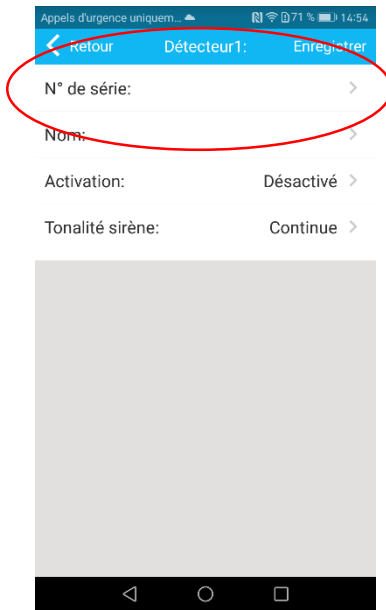 Appels d'urgence uniquem... 71 % 14:54
Retour Détecteur1: Enregistrer
N° de série:
Nom:
Activation: Désactivé
Tonalité sirène: Continue